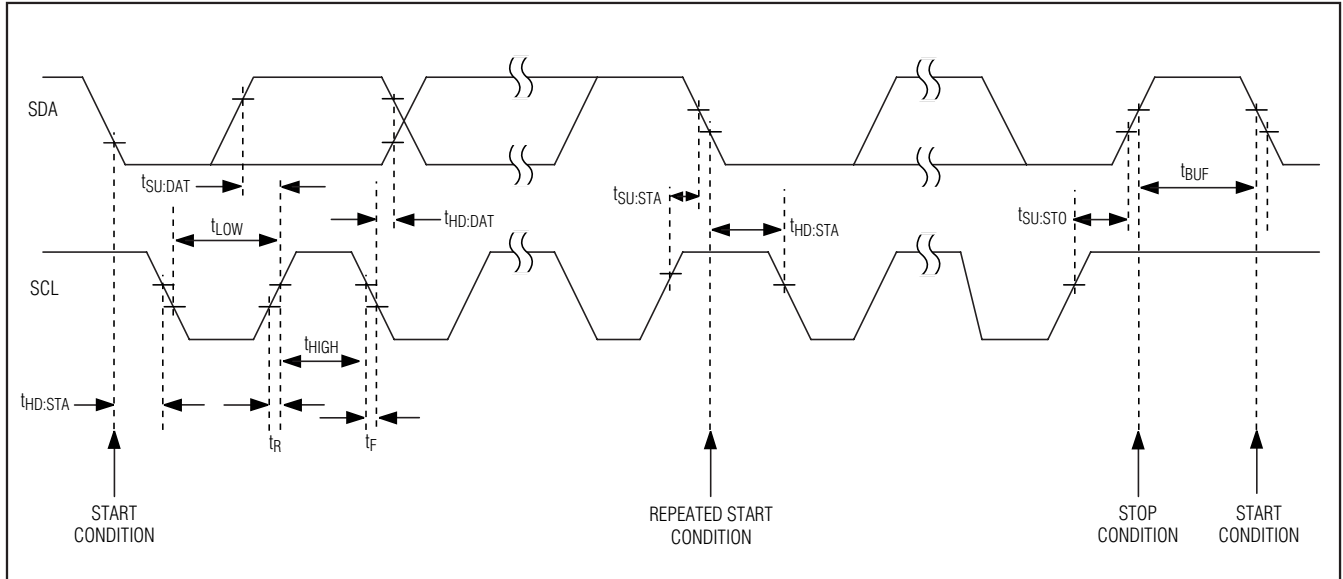 SDA
tSU:DAT
tLOW
tHD:DAT
tSU:STA
tHD:STA
tSU:STO
tBUF
SCL
tHIGH
tHD:STA
tR
tF
START
CONDITION
REPEATED START
CONDITION
STOP
CONDITION
START
CONDITION